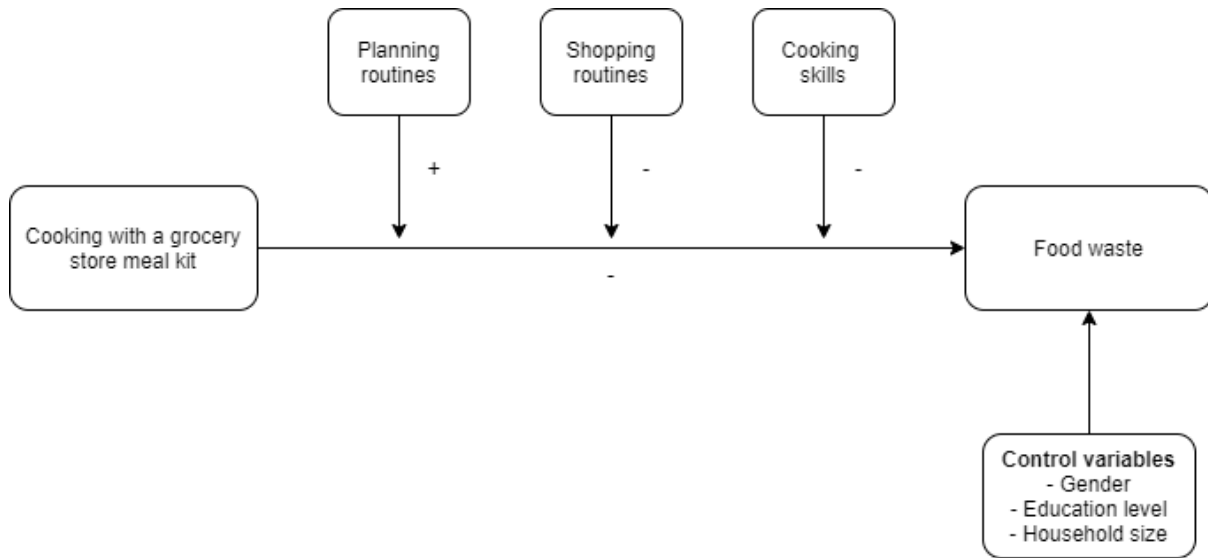 Planning
routines
Shopping
routines
Cooking
skills
+
-
-
Cooking with a grocery
store meal kit
-
Food waste
Control variables
- Gender
- Education level
- Household size